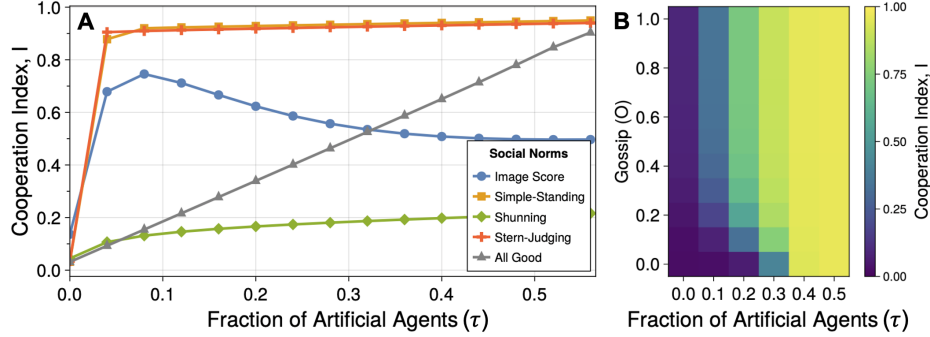 A
Cooperation Index, I
1.0
0.8
0.6
0.4
0.2
0.0
0.0 0.1 0.2 0.3 0.4 0.5
Fraction of Artificial Agents (τ)
Social Norms
Image Score
Simple-Standing
Shunning
Stern-Judging
All Good
B
Gossip (O)
1.0
0.8
0.6
0.4
0.2
0.0
0.0 0.1 0.2 0.3 0.4 0.5
Fraction of Artificial Agents (τ)
1.00
0.75
0.50
0.25
0.00
Cooperation Index, I